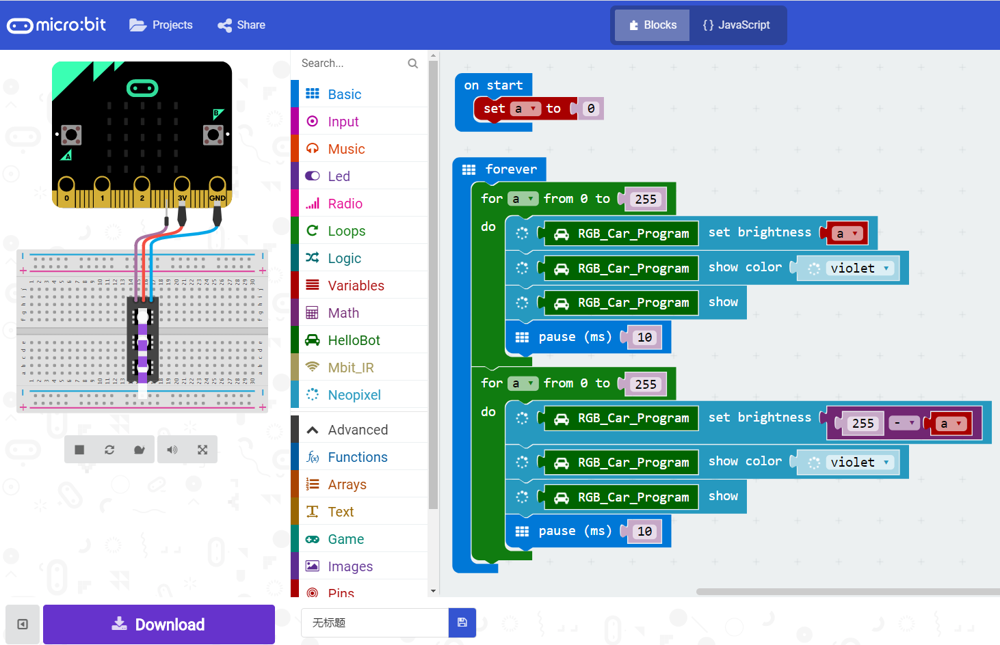 micro:bit
Projects
Share
Blocks
{ } JavaScript
B
A
0 1 2 3V GND
Search...
Basic
Input
Music
Led
Radio
Loops
Logic
Variables
Math
HelloBot
Mbit_IR
Neopixel
Advanced
Functions
Arrays
Text
Game
Images
Pins
on start
set a to 0
forever
for a from 0 to 255
do
RGB_Car_Program set brightness a
RGB_Car_Program show color violet
RGB_Car_Program show
pause (ms) 10
for a from 0 to 255
do
RGB_Car_Program set brightness 255 - a
RGB_Car_Program show color violet
RGB_Car_Program show
pause (ms) 10
Download
无标题